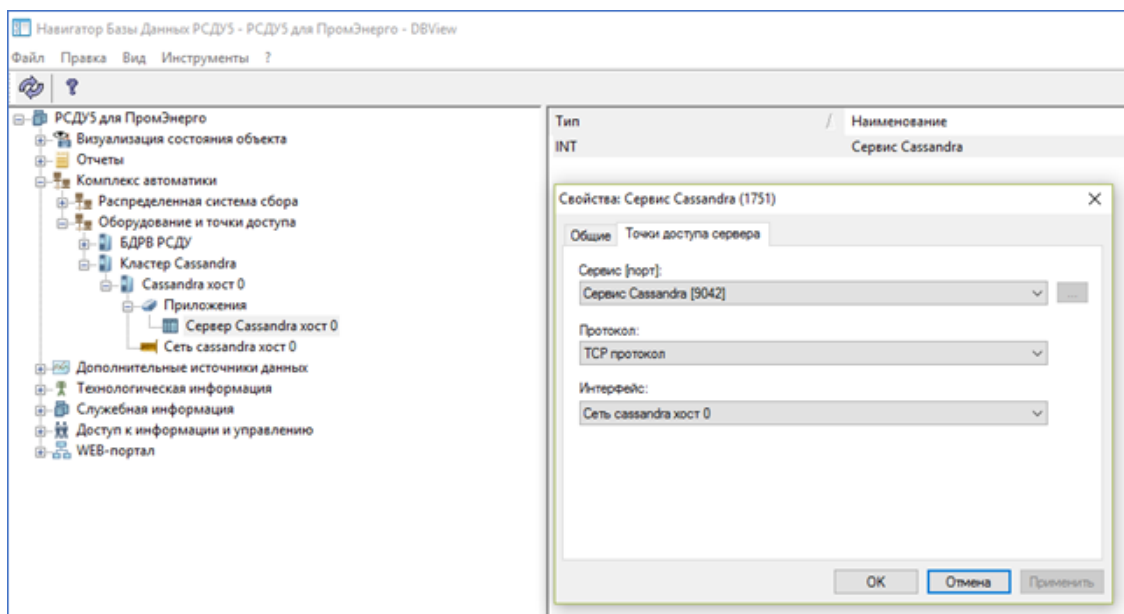 Навигатор Базы Данных РСДУ5 - РСДУ5 для ПромЭнерго - DBView
Файл Правка Вид Инструменты ?
РСДУ5 для ПромЭнерго
Визуализация состояния объекта
Отчеты
Комплекс автоматики
Распределенная система сбора
Оборудование и точки доступа
БДРВ РСДУ
Кластер Cassandra
Cassandra хост 0
Приложения
Сервер Cassandra хост 0
Сеть cassandra хост 0
Дополнительные источники данных
Технологическая информация
Служебная информация
Доступ к информации и управлению
WEB-портал
Тип / Наименование
INT Сервис Cassandra
Свойства: Сервис Cassandra (1751)
Общие Точки доступа сервера
Сервис [порт]:
Сервис Cassandra [9042]
...
Протокол:
TCP протокол
Интерфейс:
Сеть cassandra хост 0
OK Отмена Применить